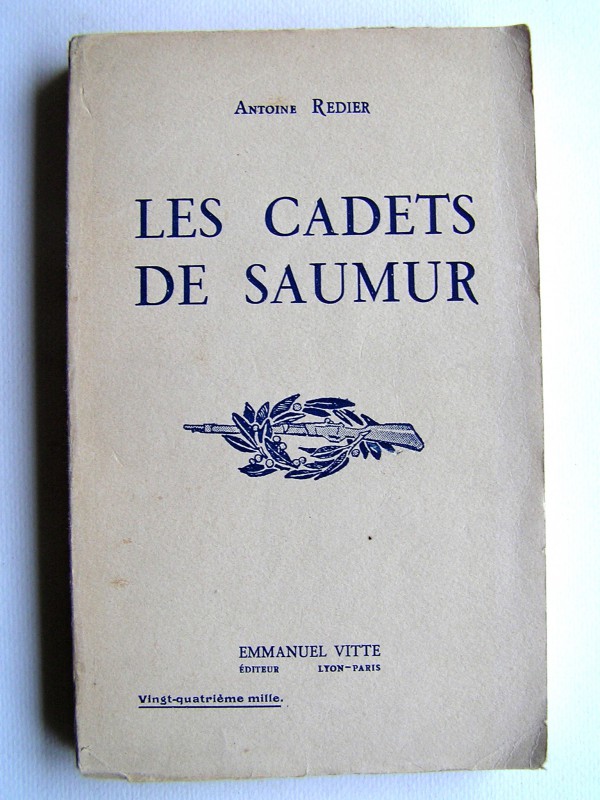 ANTOINE REDIER
LES CADETS
DE SAUMUR
EMMANUEL VITTE
ÉDITEUR LYON-PARIS
Vingt-quatrième mille.